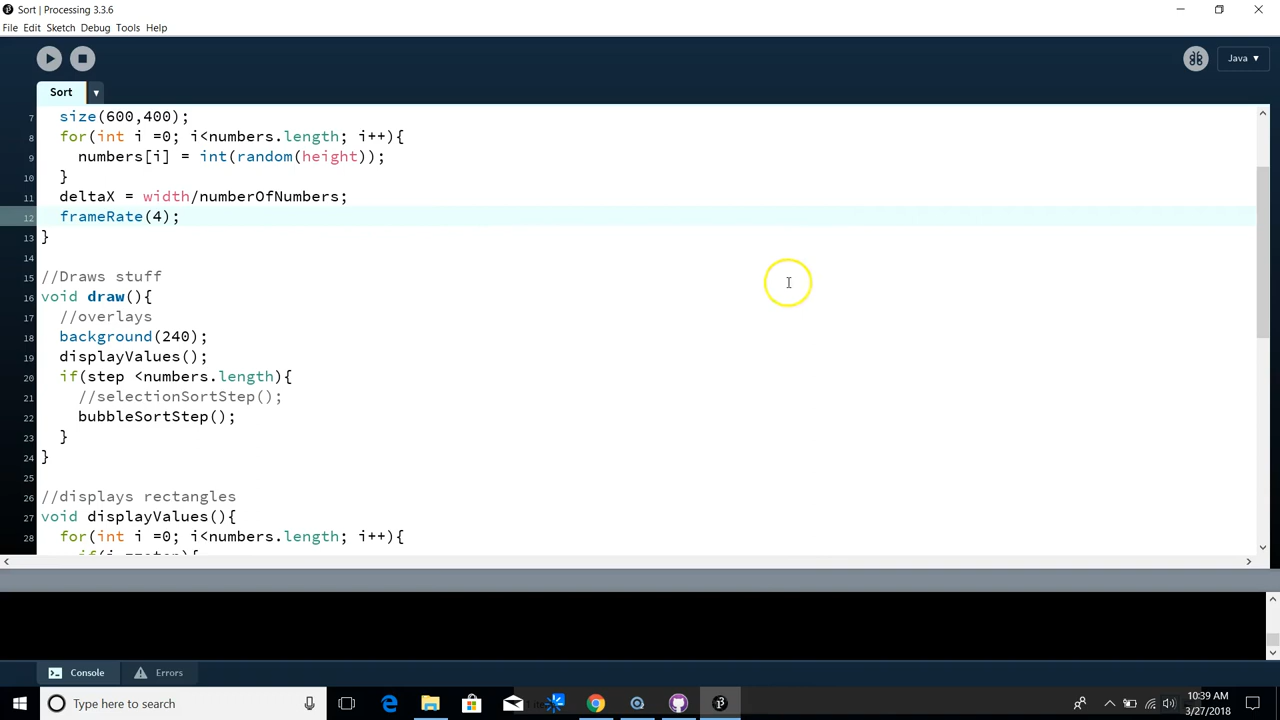 Sort | Processing 3.3.6
File Edit Sketch Debug Tools Help
Java ▾
Sort ▾
7 size(600,400);
8 for(int i =0; i<numbers.length; i++){
9 numbers[i] = int(random(height));
10 }
11 deltaX = width/numberOfNumbers;
12 frameRate(4);
13 }
14
15 //Draws stuff
16 void draw(){
17 //overlays
18 background(240);
19 displayValues();
20 if(step <numbers.length){
21 //selectionSortStep();
22 bubbleSortStep();
23 }
24 }
25
26 //displays rectangles
27 void displayValues(){
28 for(int i =0; i<numbers.length; i++){
Console Errors
Type here to search
10:39 AM
3/27/2018